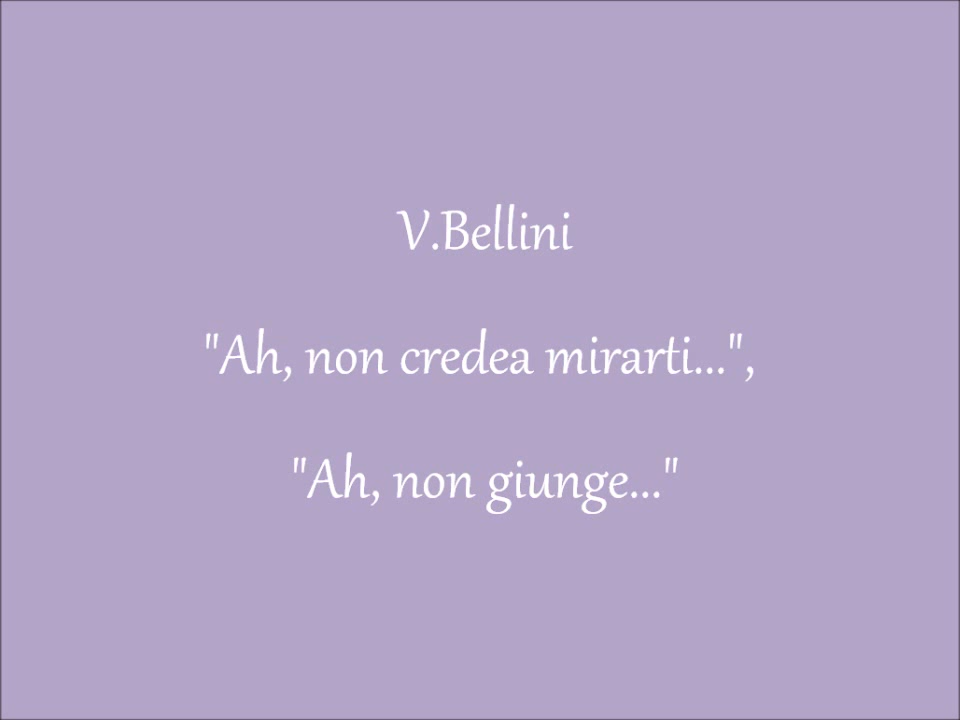 V.Bellini
"Ah, non credea mirarti...",
"Ah, non giunge..."